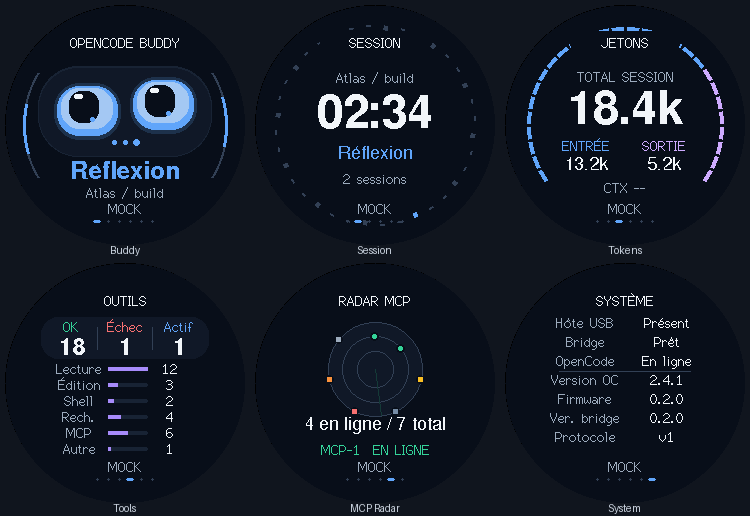 OPENCODE BUDDY
Réflexion
Atlas / build
MOCK
Buddy
SESSION
Atlas / build
02:34
Réflexion
2 sessions
MOCK
Session
JETONS
TOTAL SESSION
18.4k
ENTRÉE SORTIE
13.2k 5.2k
CTX --
MOCK
Tokens
OUTILS
OK Échec Actif
18 1 1
Lecture 12
Édition 3
Shell 2
Rech. 4
MCP 6
Autre 1
MOCK
Tools
RADAR MCP
4 en ligne / 7 total
MCP-1 EN LIGNE
MOCK
MCP Radar
SYSTÈME
Hôte USB Présent
Bridge Prêt
OpenCode En ligne
Version OC 2.4.1
Firmware 0.2.0
Ver. bridge 0.2.0
Protocole v1
MOCK
System